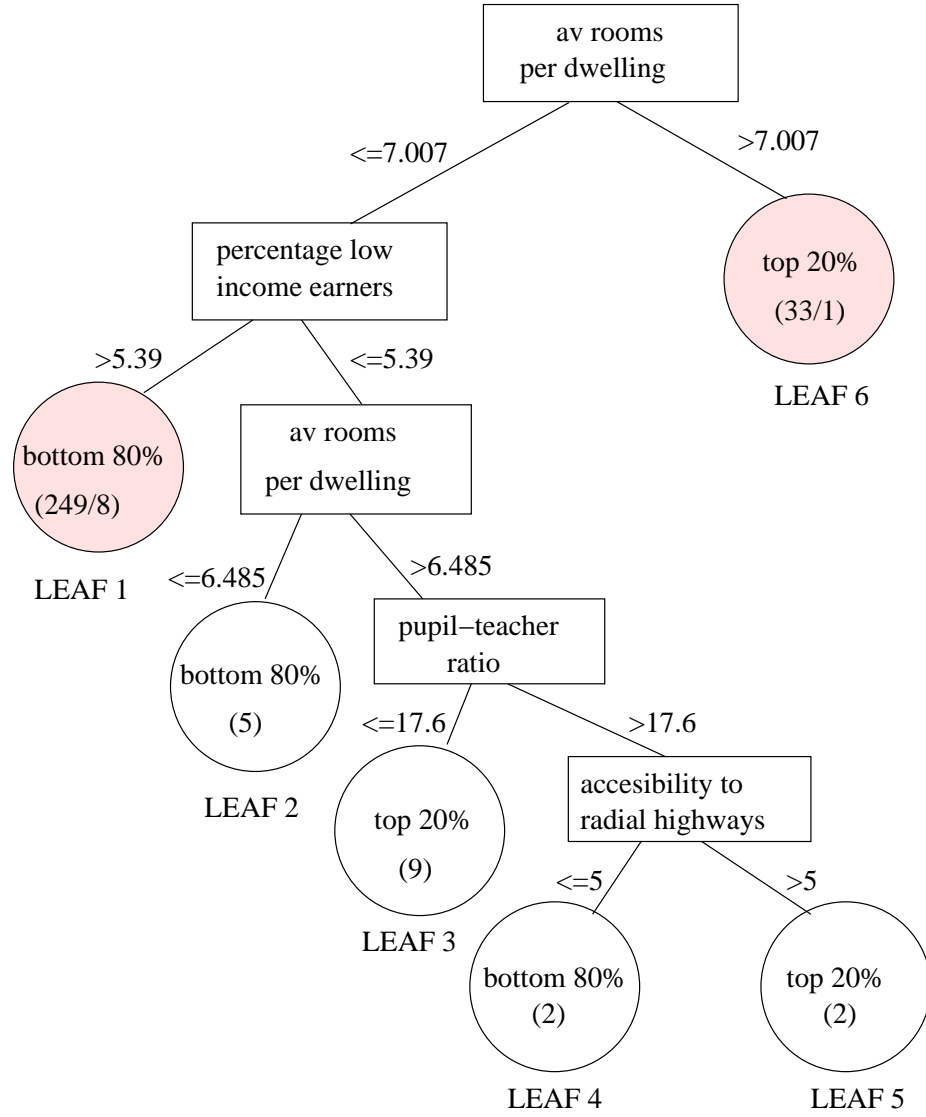 av rooms
per dwelling
<=7.007
>7.007
percentage low
income earners
top 20%
(33/1)
LEAF 6
>5.39
<=5.39
bottom 80%
(249/8)
LEAF 1
av rooms
per dwelling
<=6.485
>6.485
bottom 80%
(5)
LEAF 2
pupil−teacher
ratio
<=17.6
>17.6
top 20%
(9)
LEAF 3
accesibility to
radial highways
<=5
>5
bottom 80%
(2)
LEAF 4
top 20%
(2)
LEAF 5